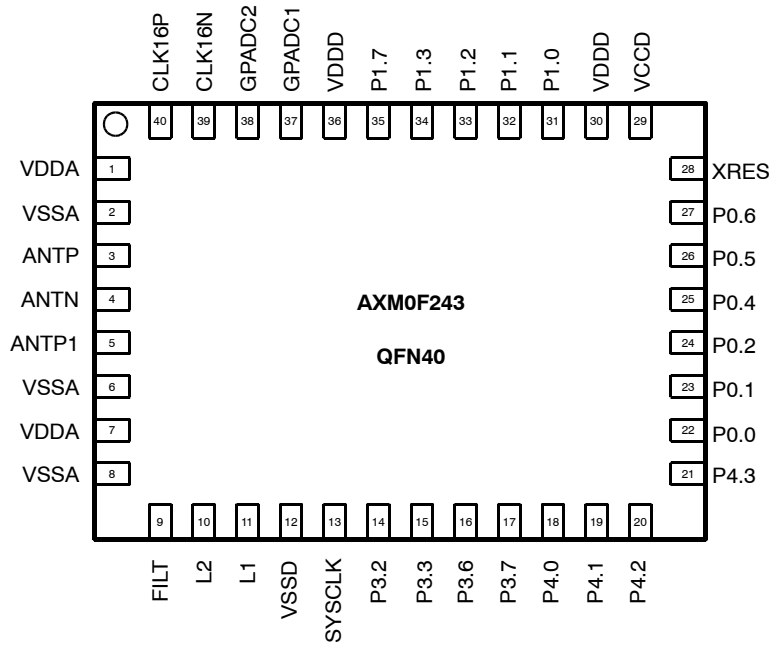 CLK16P
CLK16N
GPADC2
GPADC1
VDDD
P1.7
P1.3
P1.2
P1.1
P1.0
VDDD
VCCD
40
39
38
37
36
35
34
33
32
31
30
29
VDDA 1
VSSA 2
ANTP 3
ANTN 4
ANTP1 5
VSSA 6
VDDA 7
VSSA 8
AXM0F243
QFN40
28 XRES
27 P0.6
26 P0.5
25 P0.4
24 P0.2
23 P0.1
22 P0.0
21 P4.3
9
10
11
12
13
14
15
16
17
18
19
20
FILT
L2
L1
VSSD
SYSCLK
P3.2
P3.3
P3.6
P3.7
P4.0
P4.1
P4.2